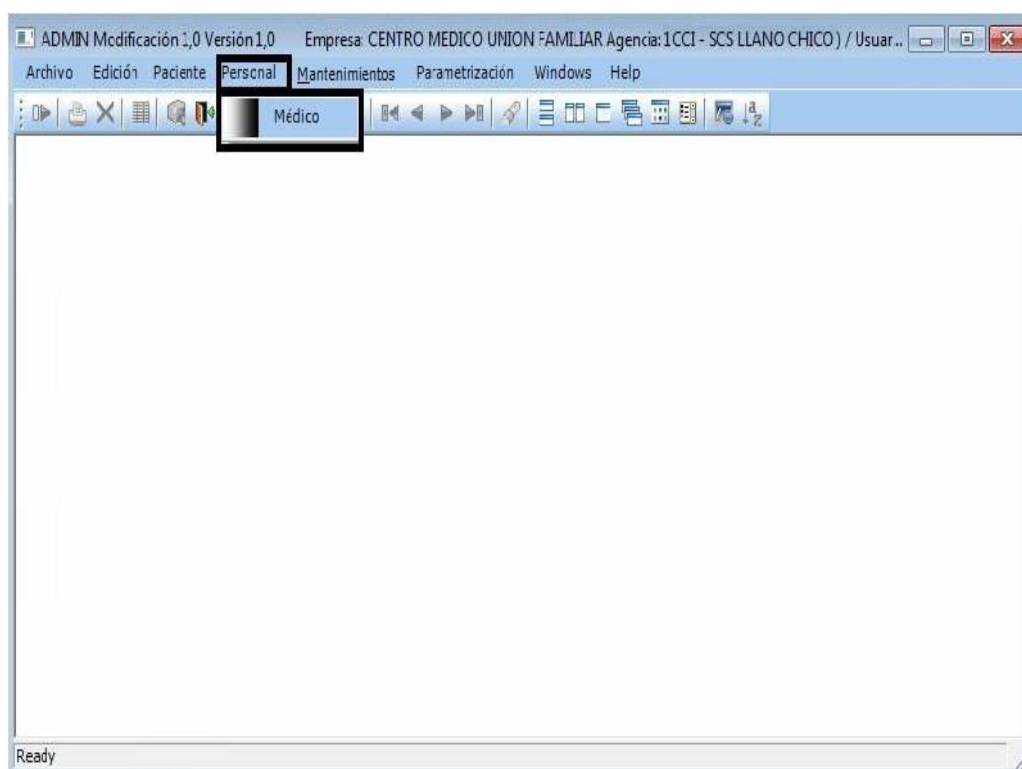 ADMIN Modificación 1,0 Versión 1,0 Empresa: CENTRO MEDICO UNION FAMILIAR Agencia: 1CCI - SCS LLANO CHICO ) / Usuar...
Archivo Edición Paciente Personal Mantenimientos Parametrización Windows Help
Médico
Ready